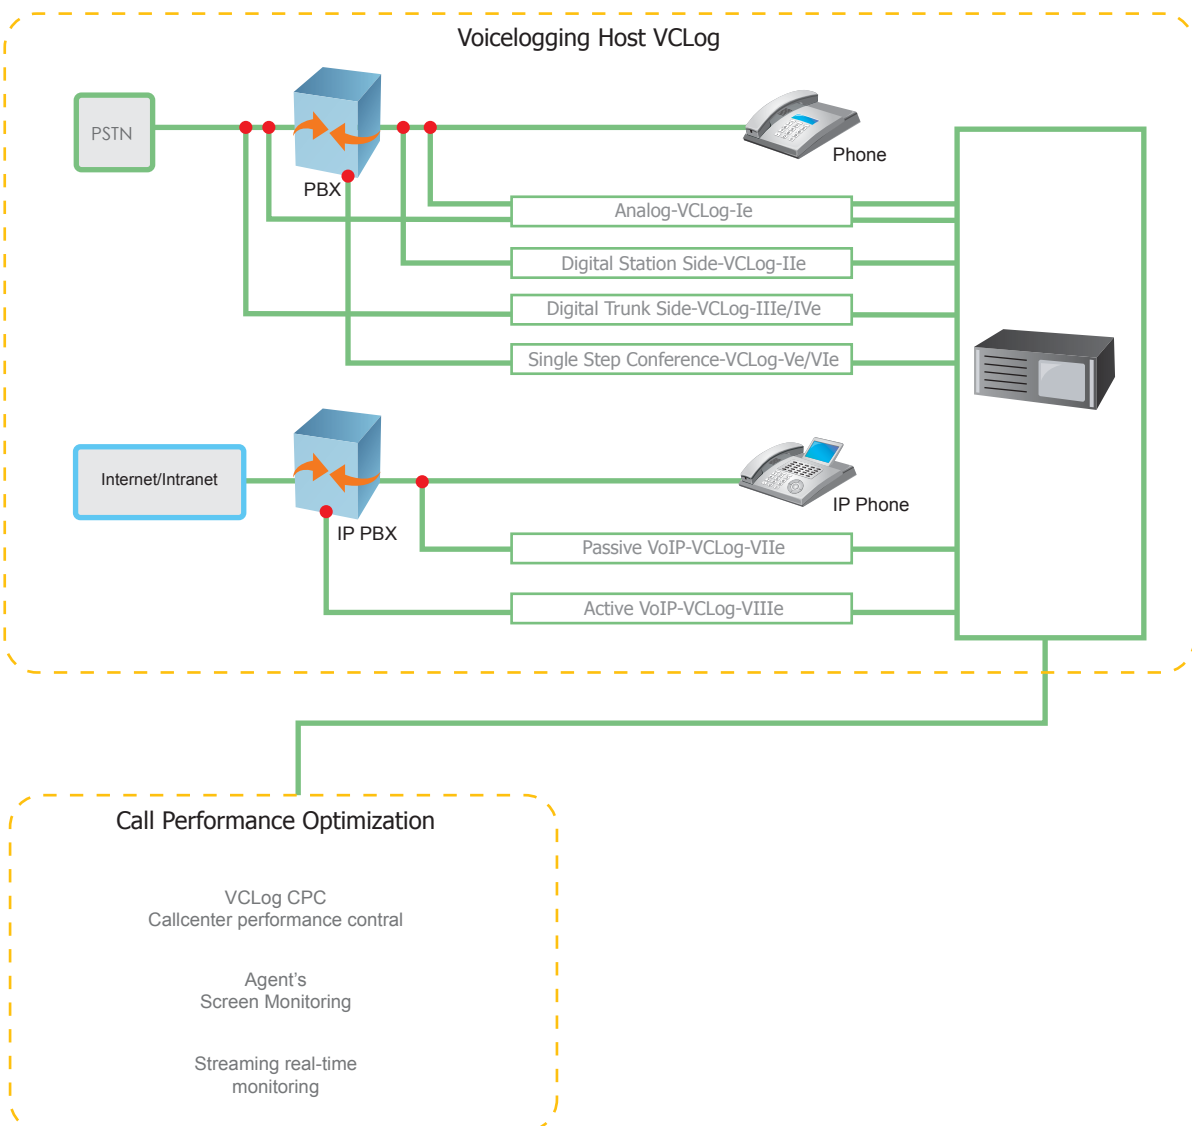 Voicelogging Host VCLog
PSTN
PBX
Phone
Analog-VCLog-Ie
Digital Station Side-VCLog-IIe
Digital Trunk Side-VCLog-IIIe/IVe
Single Step Conference-VCLog-Ve/VIe
Internet/Intranet
IP PBX
IP Phone
Passive VoIP-VCLog-VIIe
Active VoIP-VCLog-VIIIe
Call Performance Optimization
VCLog CPC
Callcenter performance contral
Agent's
Screen Monitoring
Streaming real-time
monitoring